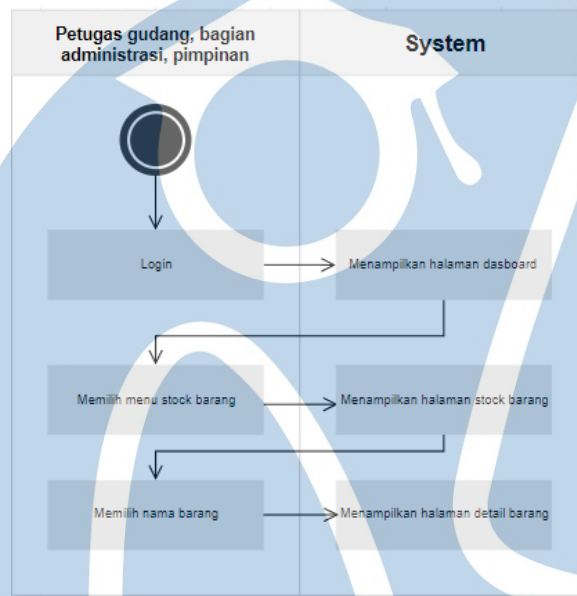 Petugas gudang, bagian
administrasi, pimpinan
System
Login
Menampilkan halaman dasboard
Memilih menu stock barang
Menampilkan halaman stock barang
Memilih nama barang
Menampilkan halaman detail barang